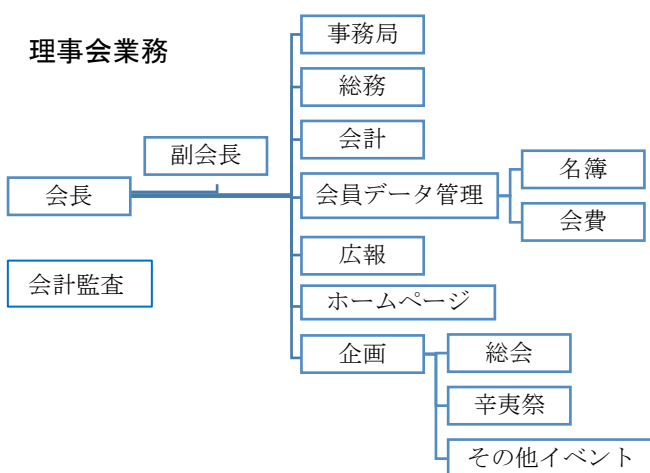 理事会業務
事務局
総務
会計
副会長
会長
会員データ管理
名簿
会費
会計監査
広報
ホームページ
企画
総会
辛夷祭
その他イベント